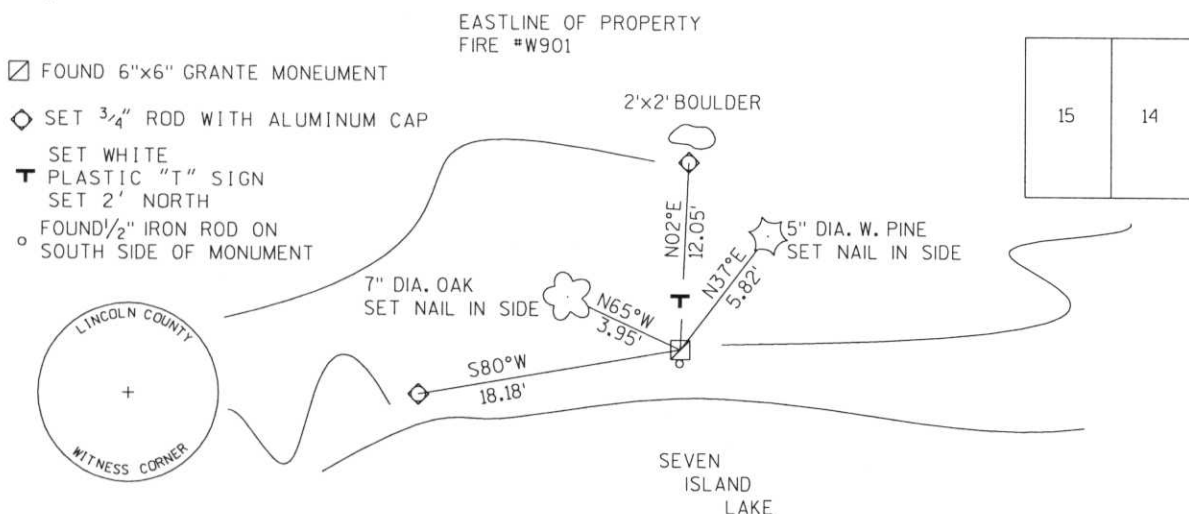 EASTLINE OF PROPERTY
FIRE #W901
FOUND 6"x6" GRANTE MONEUMENT
SET 3/4" ROD WITH ALUMINUM CAP
SET WHITE
PLASTIC "T" SIGN
SET 2' NORTH
FOUND 1/2" IRON ROD ON
SOUTH SIDE OF MONUMENT
2'x2' BOULDER
15
14
N02°E
12.05'
N37°E
5.82'
5" DIA. W. PINE
SET NAIL IN SIDE
7" DIA. OAK
SET NAIL IN SIDE
N65°W
3.95'
S80°W
18.18'
LINCOLN COUNTY
WITNESS CORNER
SEVEN
ISLAND
LAKE